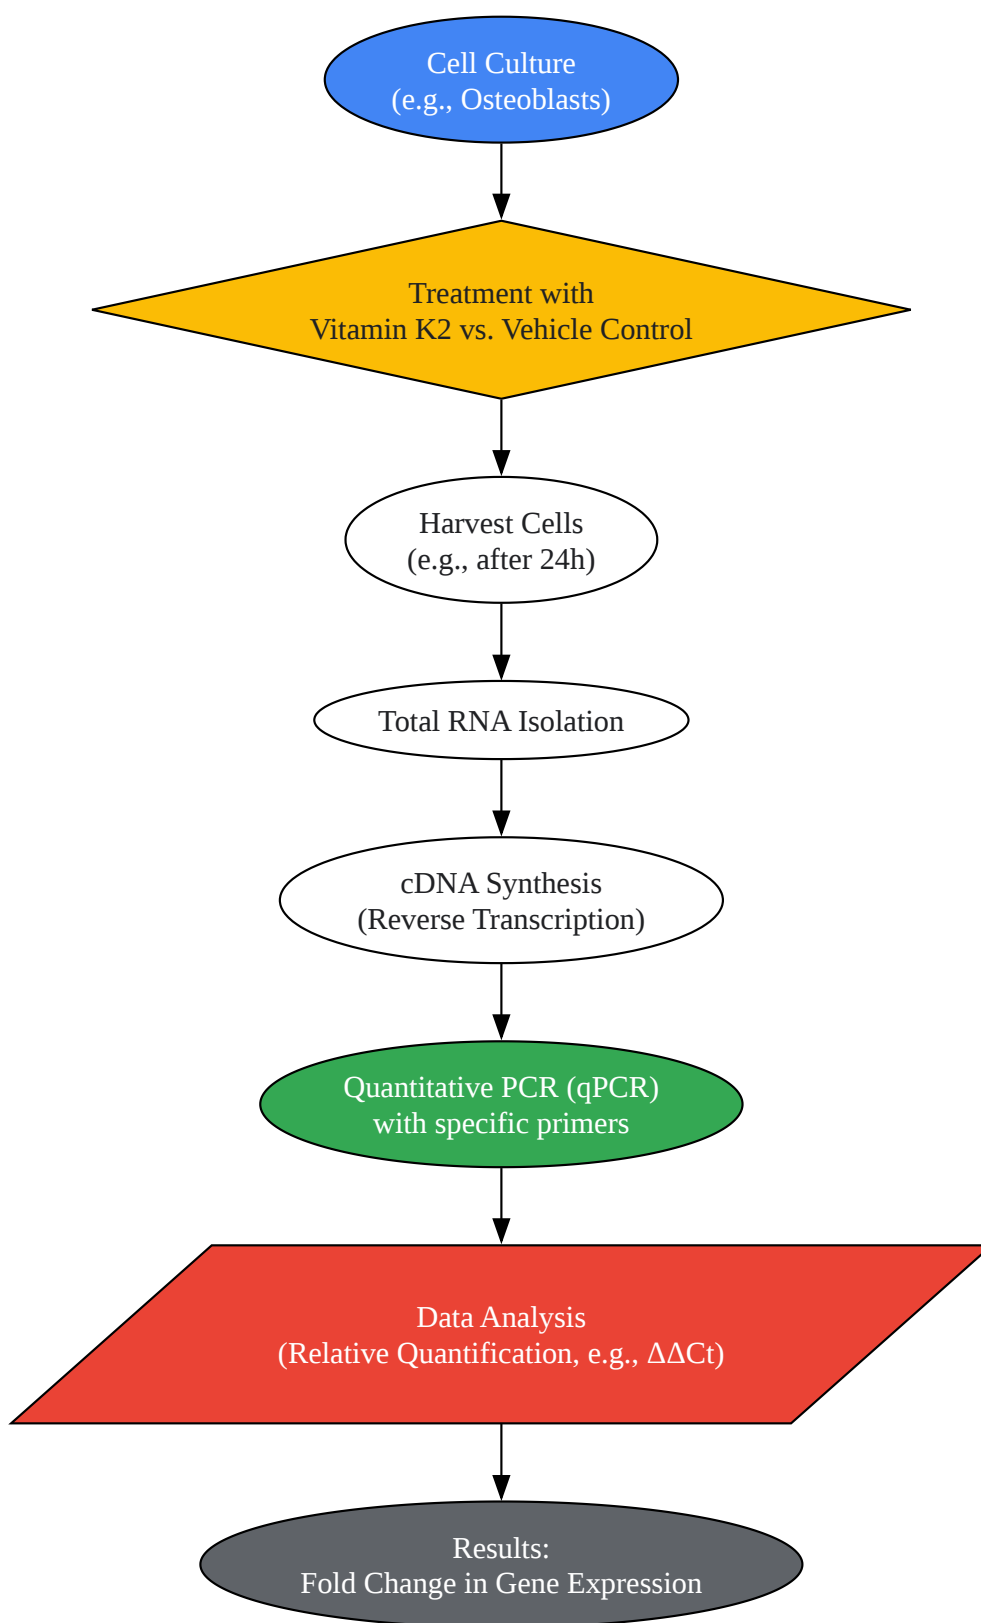 Cell Culture
(e.g., Osteoblasts)
Treatment with
Vitamin K2 vs. Vehicle Control
Harvest Cells
(e.g., after 24h)
Total RNA Isolation
cDNA Synthesis
(Reverse Transcription)
Quantitative PCR (qPCR)
with specific primers
Data Analysis
(Relative Quantification, e.g., ΔΔCt)
Results:
Fold Change in Gene Expression